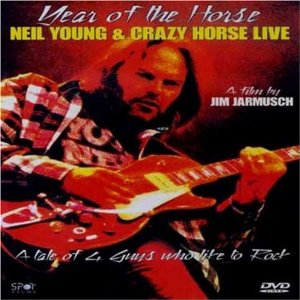 Year of the Horse
NEIL YOUNG & CRAZY HORSE LIVE
A film by
JIM JARMUSCH
A tale of 4 Guys who like to Rock
SPOT
DVD